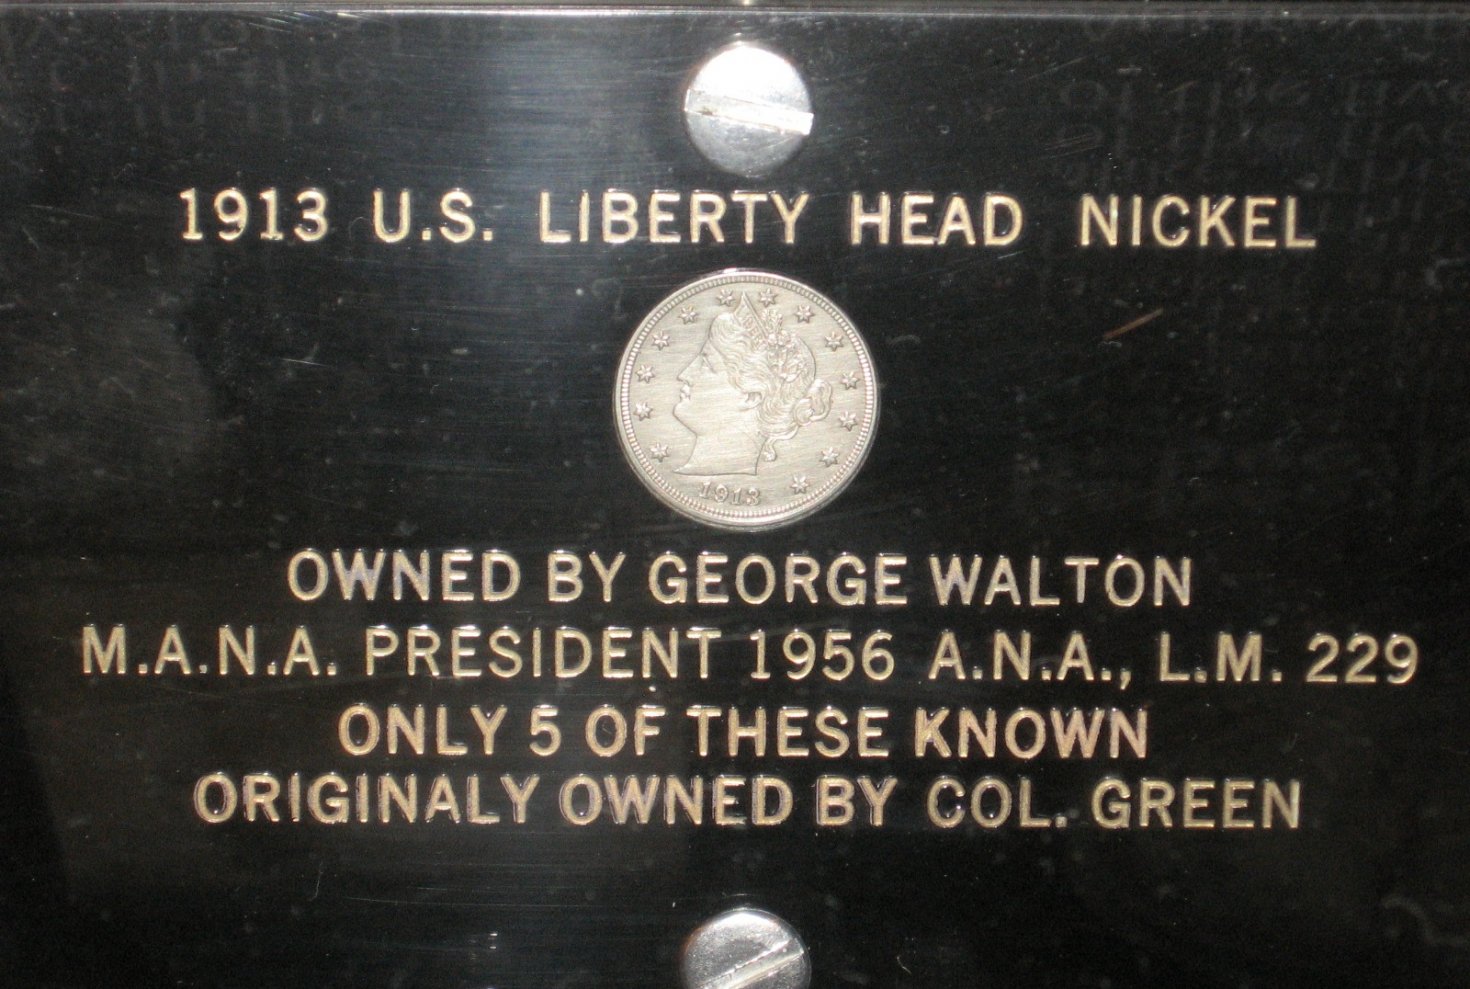 1913 U.S. LIBERTY HEAD NICKEL
1913
OWNED BY GEORGE WALTON
M.A.N.A. PRESIDENT 1956 A.N.A., L.M. 229
ONLY 5 OF THESE KNOWN
ORIGINALY OWNED BY COL. GREEN